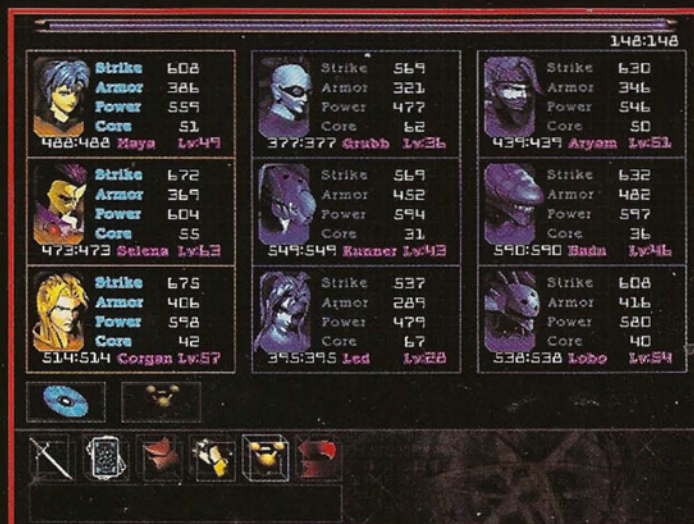 148:148
Strike 608
Armor 386
Power 559
Core 51
488:488 Maya Lv:49
Strike 569
Armor 321
Power 477
Core 62
377:377 Grubb Lv:36
Strike 630
Armor 346
Power 546
Core 50
439:439 Aryam Lv:51
Strike 672
Armor 369
Power 604
Core 55
473:473 Selena Lv:63
Strike 569
Armor 452
Power 594
Core 31
549:549 Runner Lv:43
Strike 632
Armor 482
Power 597
Core 36
590:590 Badu Lv:46
Strike 675
Armor 406
Power 598
Core 42
514:514 Corgan Lv:57
Strike 537
Armor 289
Power 479
Core 67
395:395 Led Lv:28
Strike 608
Armor 416
Power 580
Core 40
538:538 Lobo Lv:54